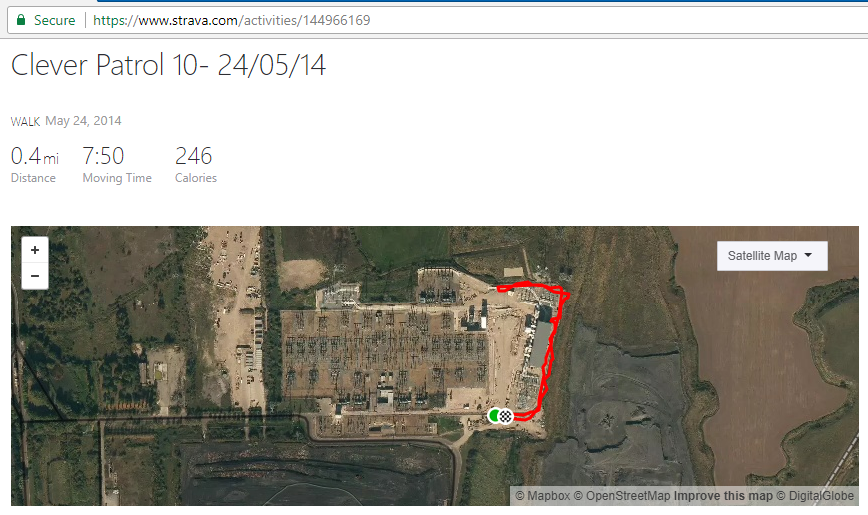 Secure https://www.strava.com/activities/144966169
Clever Patrol 10- 24/05/14
WALK May 24, 2014
0.4mi 7:50 246
Distance Moving Time Calories
+
−
Satellite Map
© Mapbox © OpenStreetMap Improve this map © DigitalGlobe